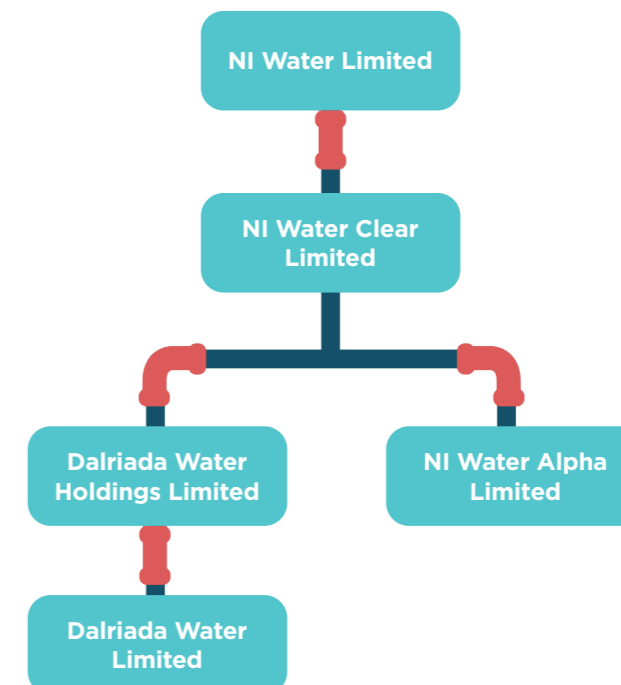 NI Water Limited
NI Water Clear
Limited
Dalriada Water
Holdings Limited
NI Water Alpha
Limited
Dalriada Water
Limited